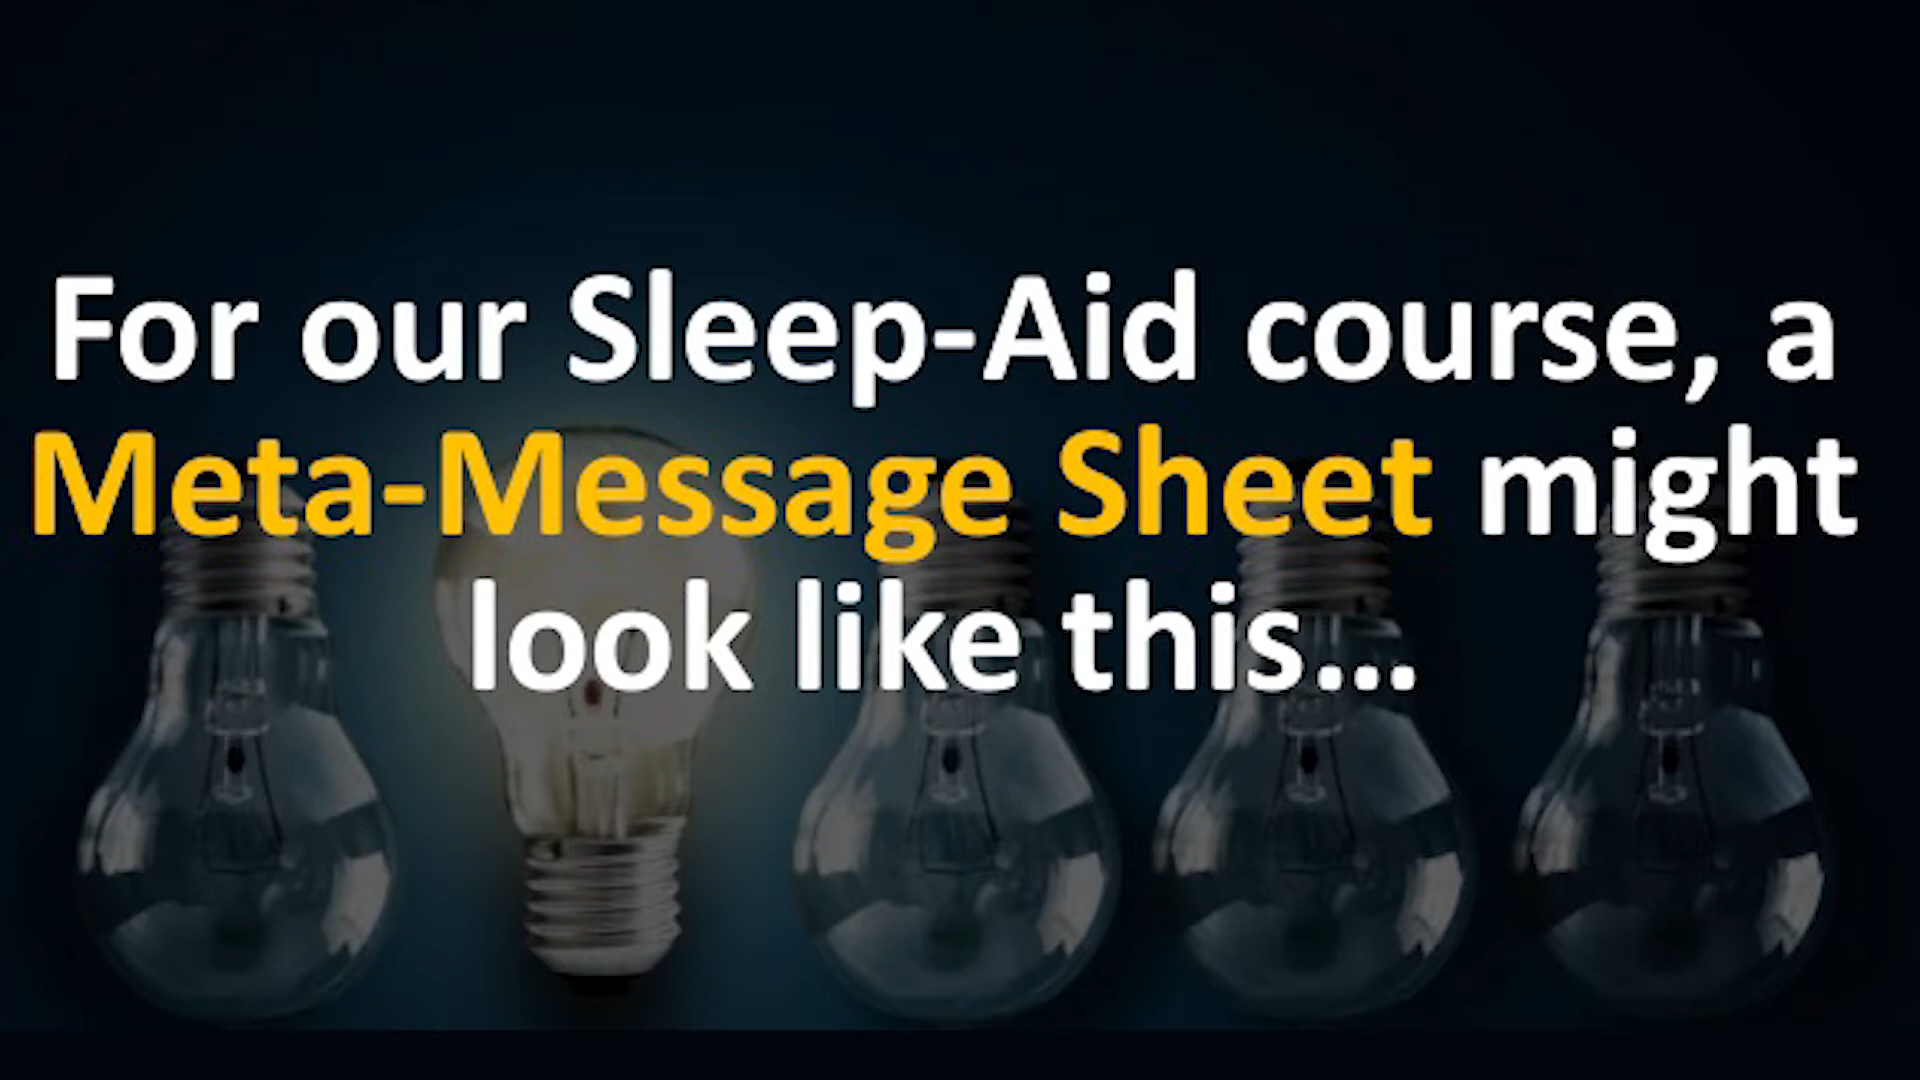 For our Sleep-Aid course, a
Meta-Message Sheet might
look like this...